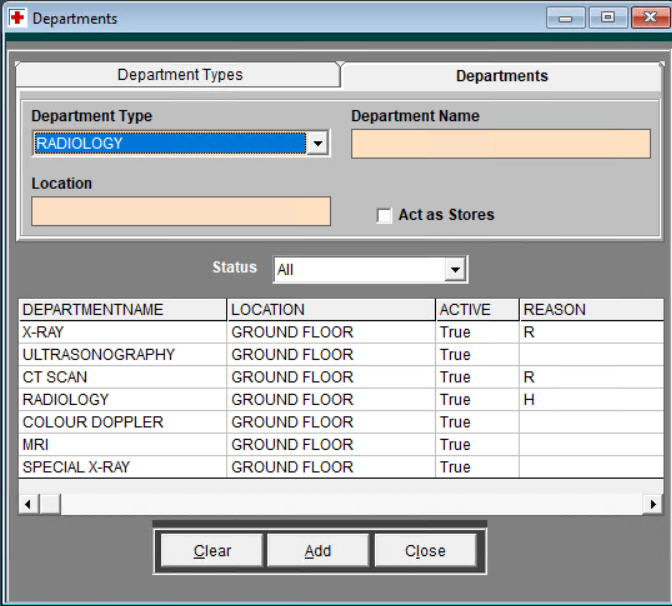 Departments
Department Types Departments
Department Type Department Name
RADIOLOGY
Location
Act as Stores
Status All
DEPARTMENTNAME LOCATION ACTIVE REASON
X-RAY GROUND FLOOR True R
ULTRASONOGRAPHY GROUND FLOOR True
CT SCAN GROUND FLOOR True R
RADIOLOGY GROUND FLOOR True H
COLOUR DOPPLER GROUND FLOOR True
MRI GROUND FLOOR True
SPECIAL X-RAY GROUND FLOOR True
Clear Add Close